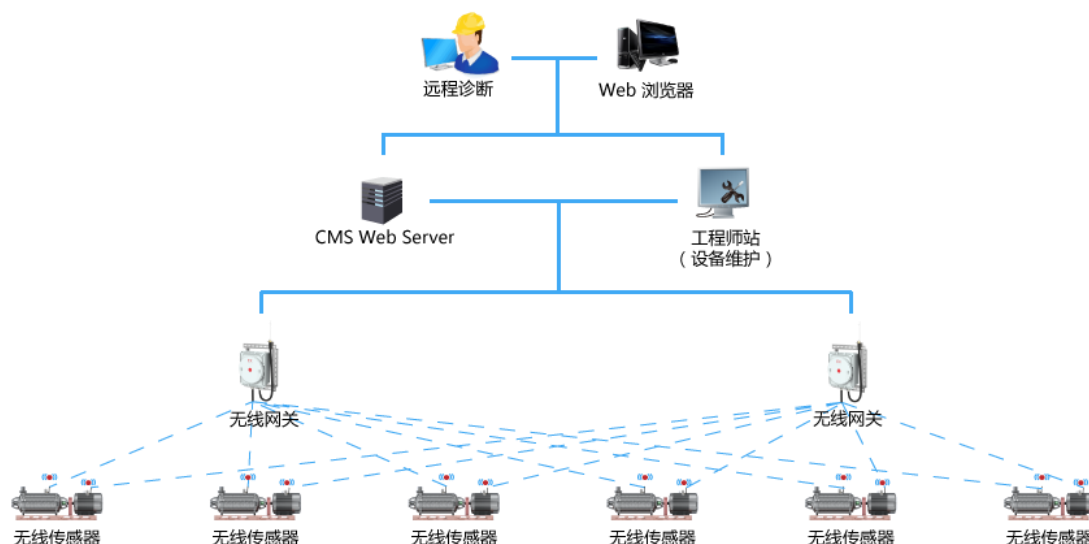 远程诊断
Web 浏览器
CMS Web Server
工程师站
（设备维护）
无线网关
无线网关
无线传感器
无线传感器
无线传感器
无线传感器
无线传感器
无线传感器